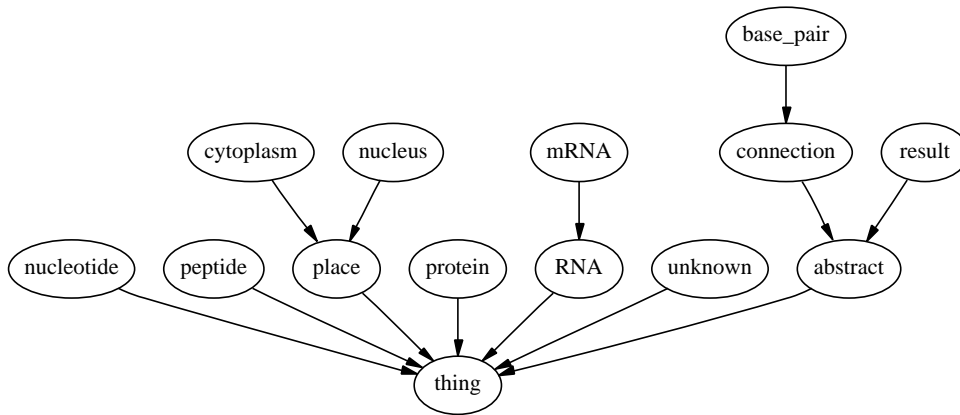 base_pair
cytoplasm
nucleus
mRNA
connection
result
nucleotide
peptide
place
protein
RNA
unknown
abstract
thing